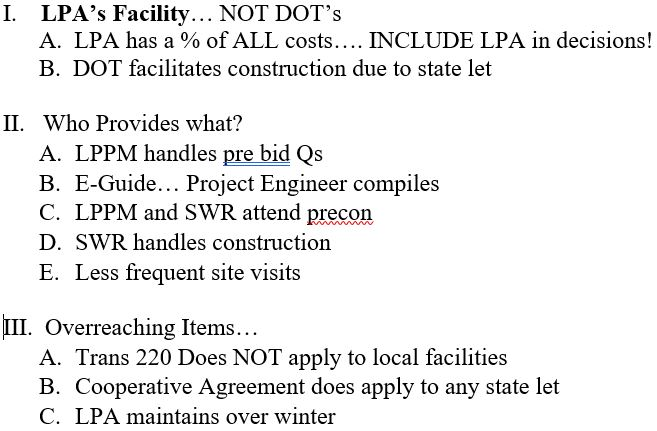 I. LPA’s Facility… NOT DOT’s
A. LPA has a % of ALL costs…. INCLUDE LPA in decisions!
B. DOT facilitates construction due to state let
II. Who Provides what?
A. LPPM handles pre bid Qs
B. E-Guide… Project Engineer compiles
C. LPPM and SWR attend precon
D. SWR handles construction
E. Less frequent site visits
III. Overreaching Items…
A. Trans 220 Does NOT apply to local facilities
B. Cooperative Agreement does apply to any state let
C. LPA maintains over winter